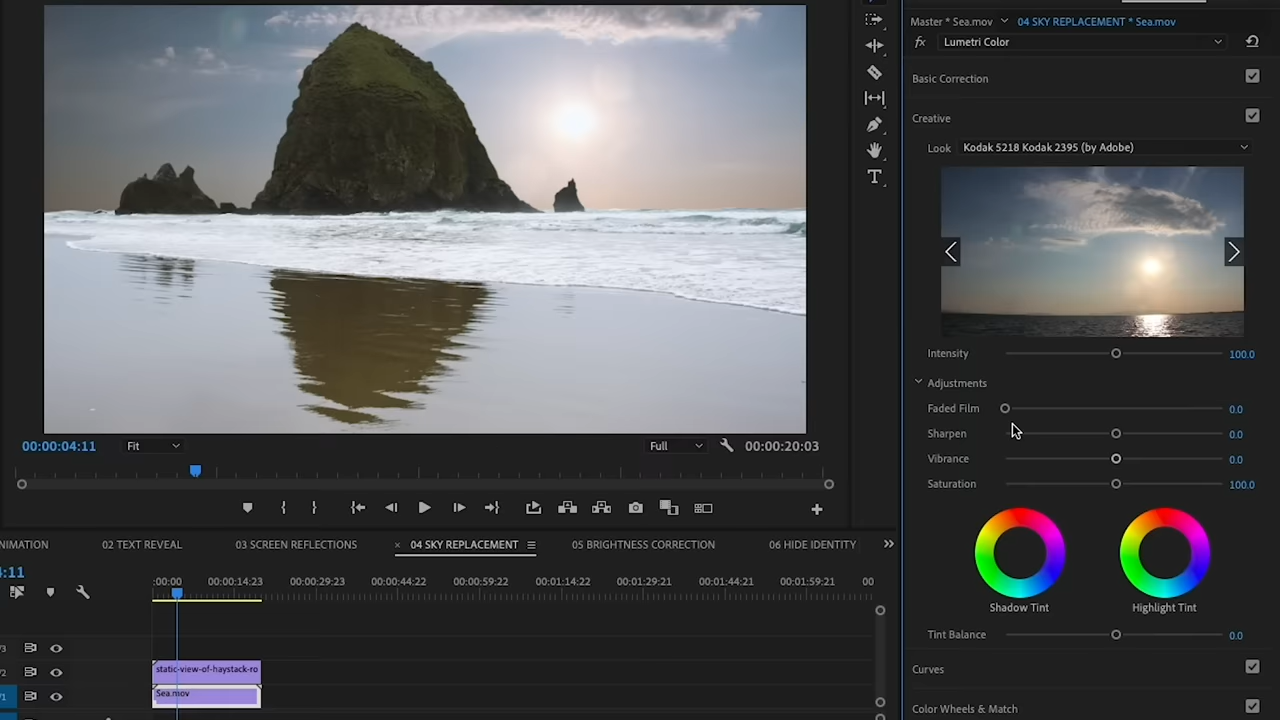 Master * Sea.mov 04 SKY REPLACEMENT * Sea.mov
fx Lumetri Color
Basic Correction
Creative
Look Kodak 5218 Kodak 2395 (by Adobe)
Intensity 100.0
Adjustments
Faded Film 0.0
Sharpen 0.0
Vibrance 0.0
Saturation 100.0
Shadow Tint Highlight Tint
Tint Balance 0.0
Curves
Color Wheels & Match
T
00:00:04:11 Fit Full 00:00:20:03
NIMATION 02 TEXT REVEAL 03 SCREEN REFLECTIONS × 04 SKY REPLACEMENT 05 BRIGHTNESS CORRECTION 06 HIDE IDENTITY
4:11
:00:00 00:00:14:23 00:00:29:23 00:00:44:22 00:00:59:22 00:01:14:22 00:01:29:21 00:01:44:21 00:01:59:21 00
/3
/2 static-view-of-haystack-ro
/1 Sea.mov